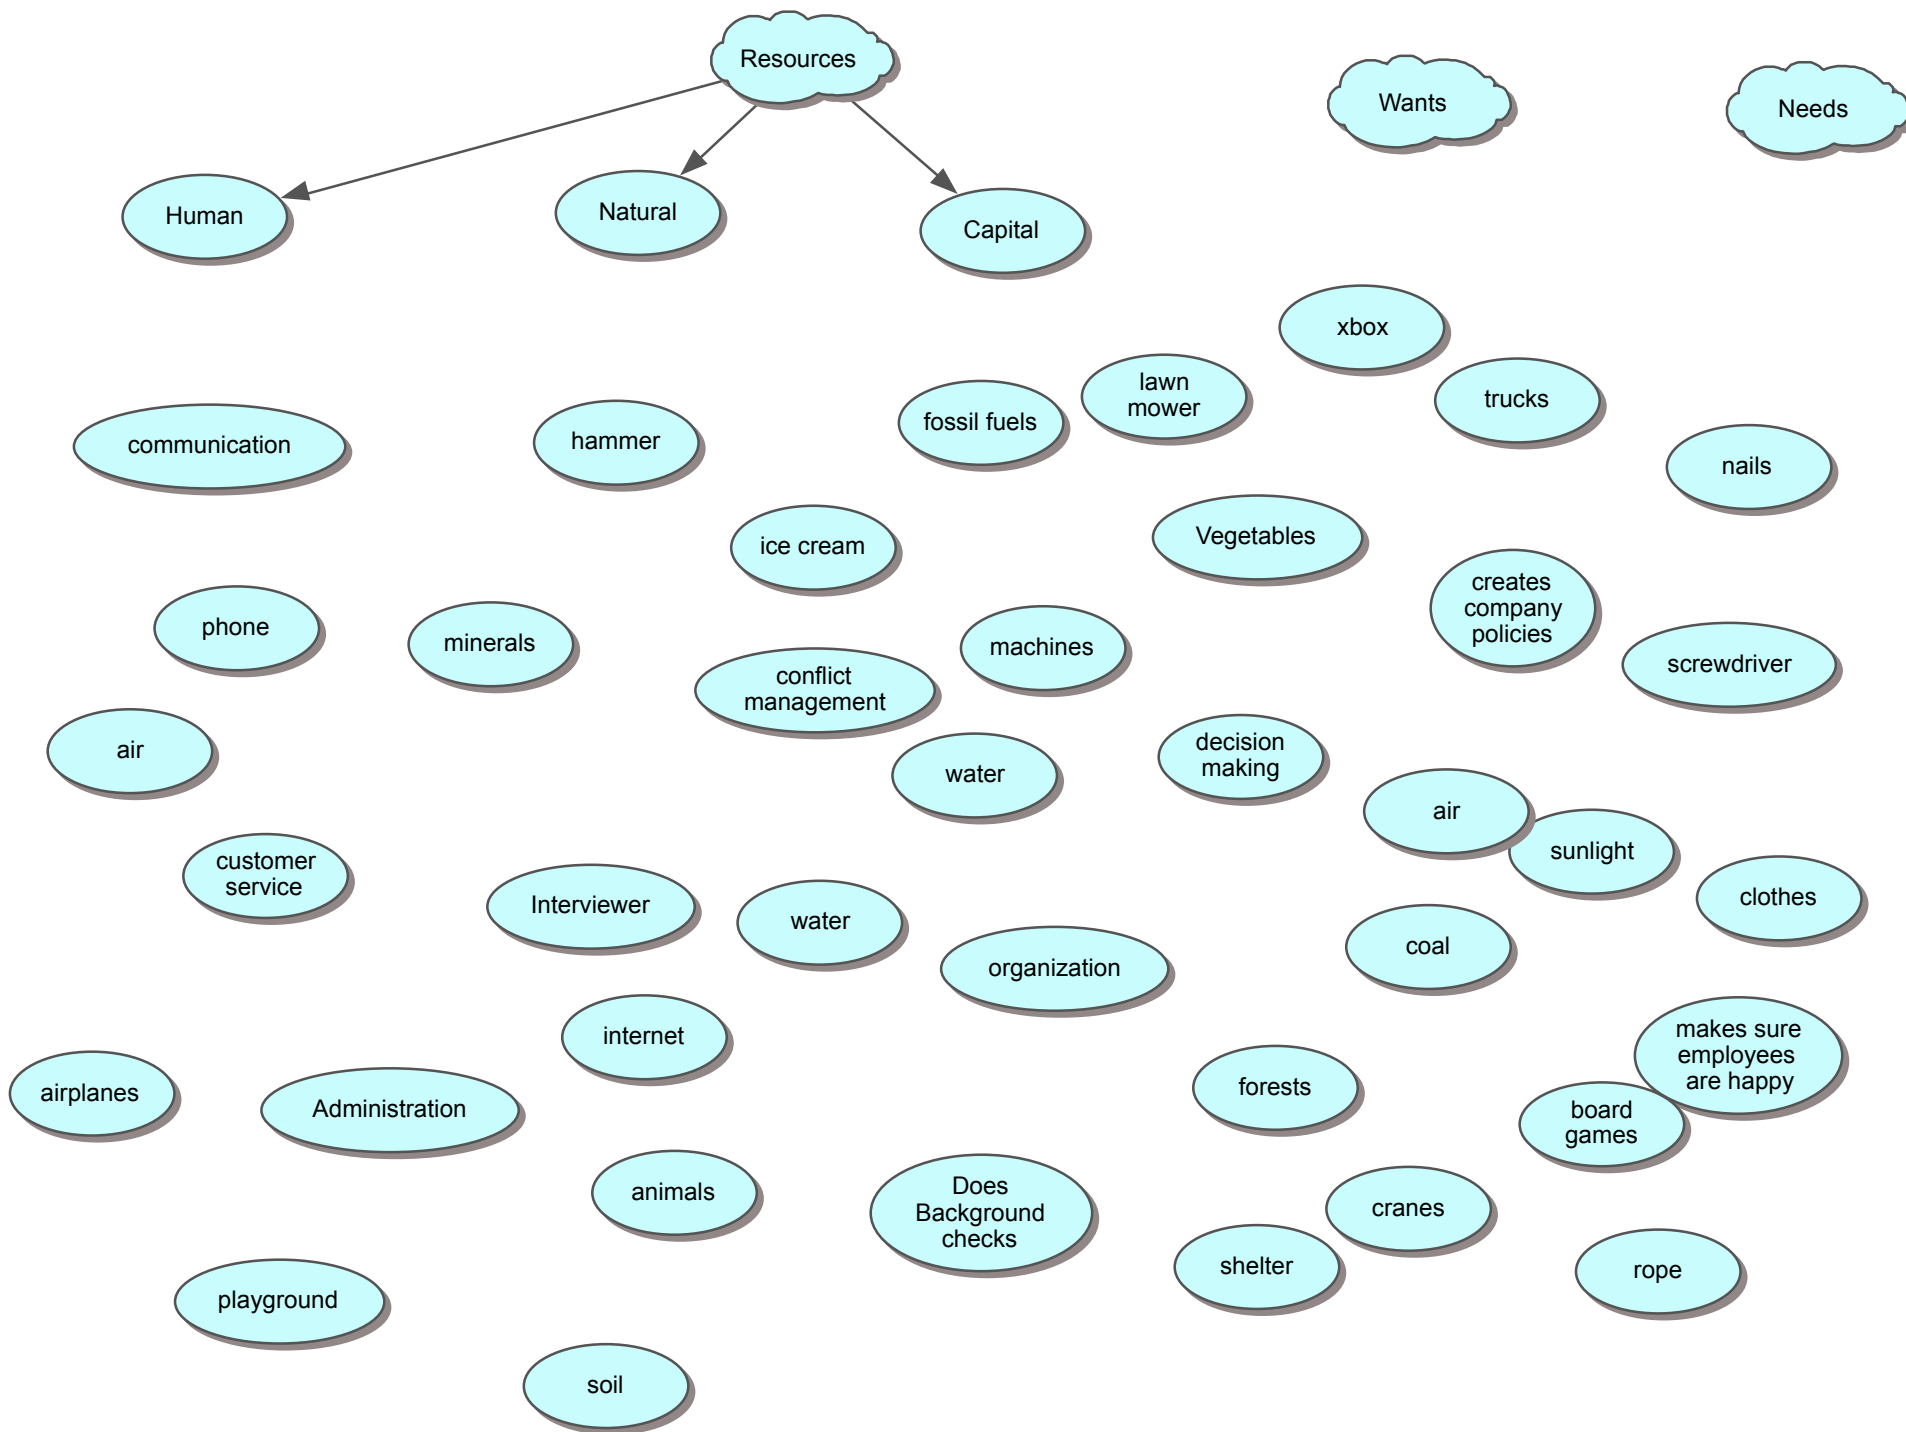 Resources
Wants
Needs
Human
Natural
Capital
xbox
lawn
mower
trucks
fossil fuels
communication
hammer
nails
ice cream
Vegetables
creates
company
policies
phone
minerals
machines
screwdriver
conflict
management
air
water
decision
making
air
sunlight
customer
service
Interviewer
water
clothes
coal
organization
internet
makes sure
employees
are happy
airplanes
Administration
forests
board
games
animals
Does
Background
checks
cranes
shelter
rope
playground
soil